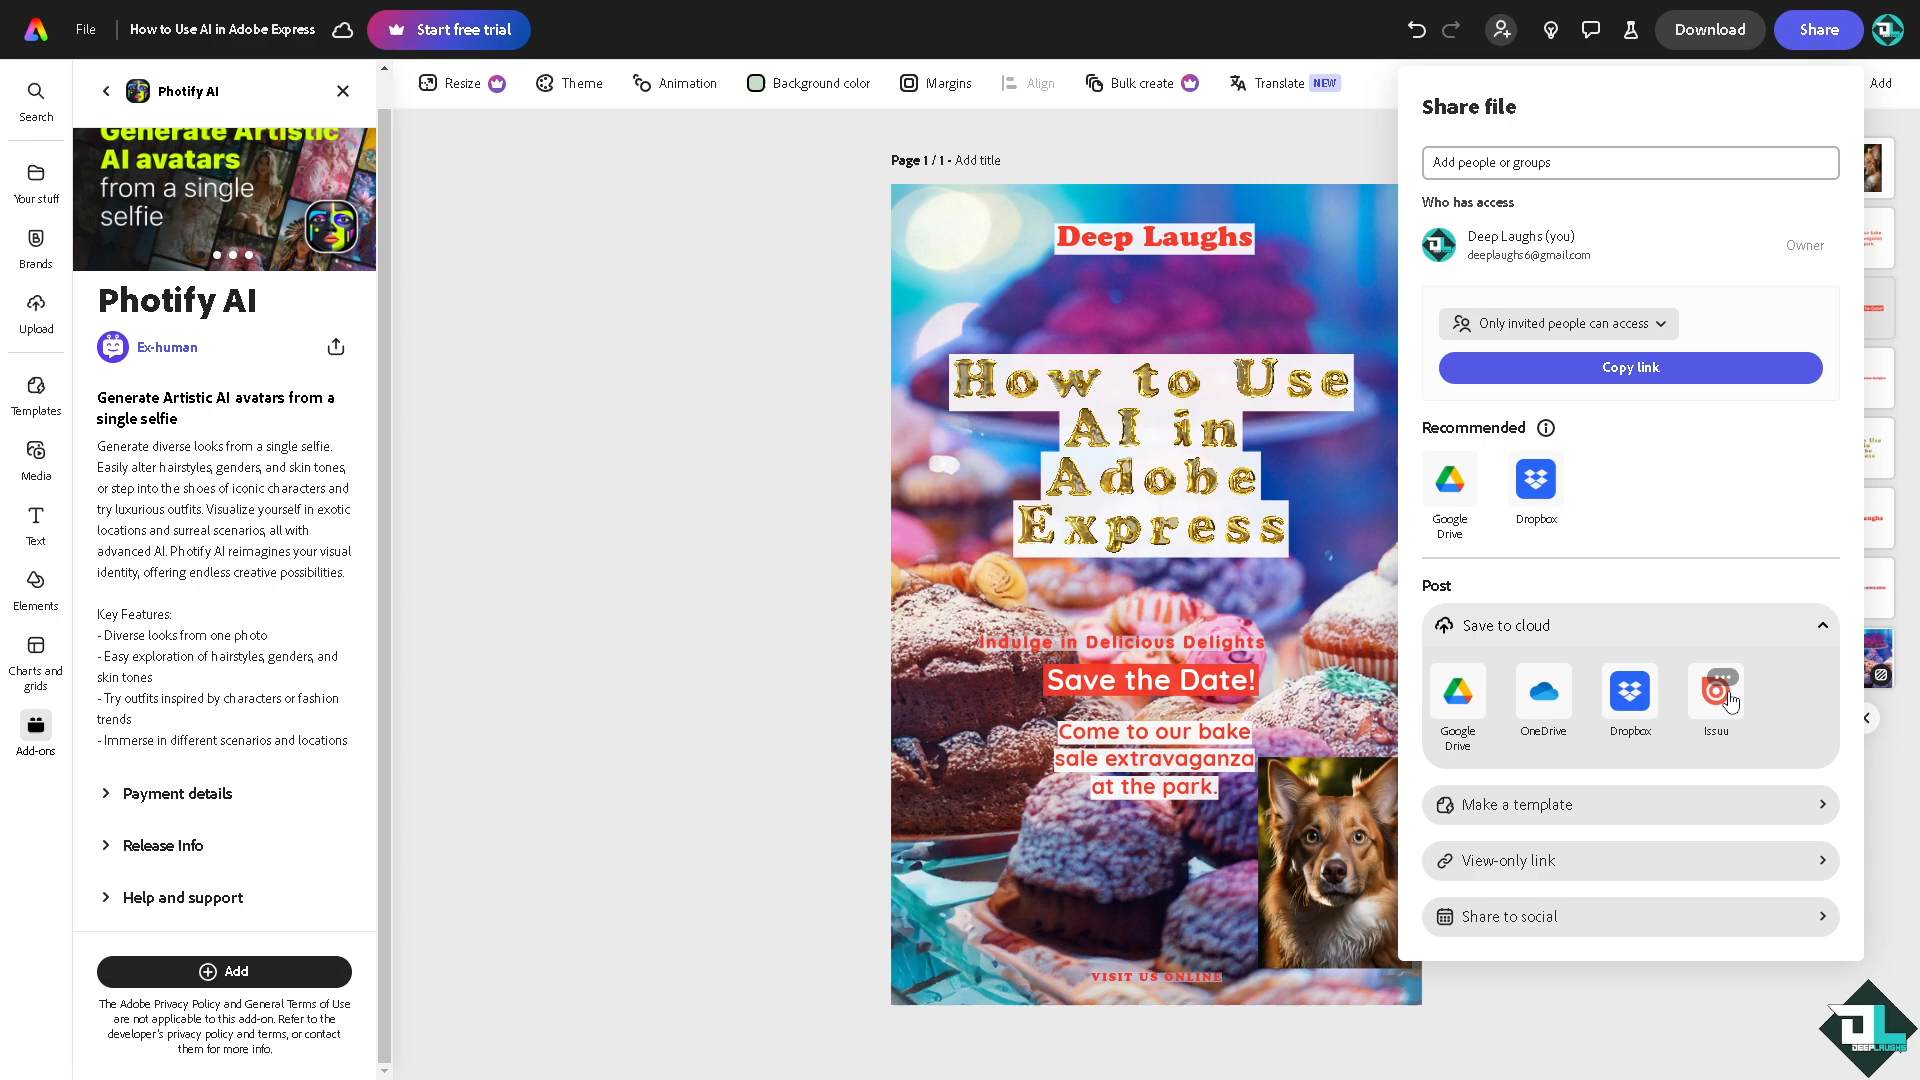 File
How to Use AI in Adobe Express
Start free trial
Download
Share
Search
Your stuff
Brands
Upload
Templates
Media
Text
Elements
Charts and
grids
Add-ons
Photify AI
Generate Artistic
AI avatars
from a single
selfie
Photify AI
Ex-human
Generate Artistic AI avatars from a
single selfie
Generate diverse looks from a single selfie.
Easily alter hairstyles, genders, and skin tones,
or step into the shoes of iconic characters and
try luxurious outfits. Visualize yourself in exotic
locations and surreal scenarios, all with
advanced AI. Photify AI reimagines your visual
identity, offering endless creative possibilities.
Key Features:
- Diverse looks from one photo
- Easy exploration of hairstyles, genders, and
skin tones
- Try outfits inspired by characters or fashion
trends
- Immerse in different scenarios and locations
Payment details
Release Info
Help and support
Add
The Adobe Privacy Policy and General Terms of Use
are not applicable to this add-on. Refer to the
developer's privacy policy and terms, or contact
them for more info.
Resize
Theme
Animation
Background color
Margins
Align
Bulk create
Translate NEW
Add
Page 1 / 1 - Add title
Deep Laughs
How to Use
AI in
Adobe
Express
Indulge in Delicious Delights
Save the Date!
Come to our bake
sale extravaganza
at the park.
VISIT US ONLINE
Share file
Add people or groups
Who has access
Deep Laughs (you)
deeplaughs6@gmail.com
Owner
Only invited people can access
Copy link
Recommended
Google
Drive
Dropbox
Post
Save to cloud
Google
Drive
OneDrive
Dropbox
Issuu
Make a template
View-only link
Share to social
DEEPLAUGHS